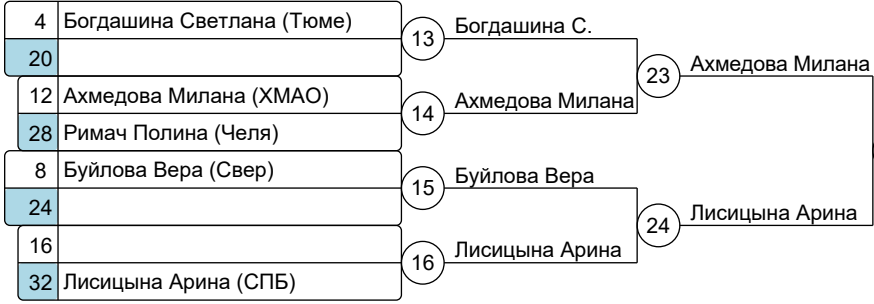 4 Богдашина Светлана (Тюме)
20
13
Богдашина С.
12 Ахмедова Милана (ХМАО)
28 Римач Полина (Челя)
14
Ахмедова Милана
23
Ахмедова Милана
8 Буйлова Вера (Свер)
24
15
Буйлова Вера
16
32 Лисицына Арина (СПБ)
16
Лисицына Арина
24
Лисицына Арина